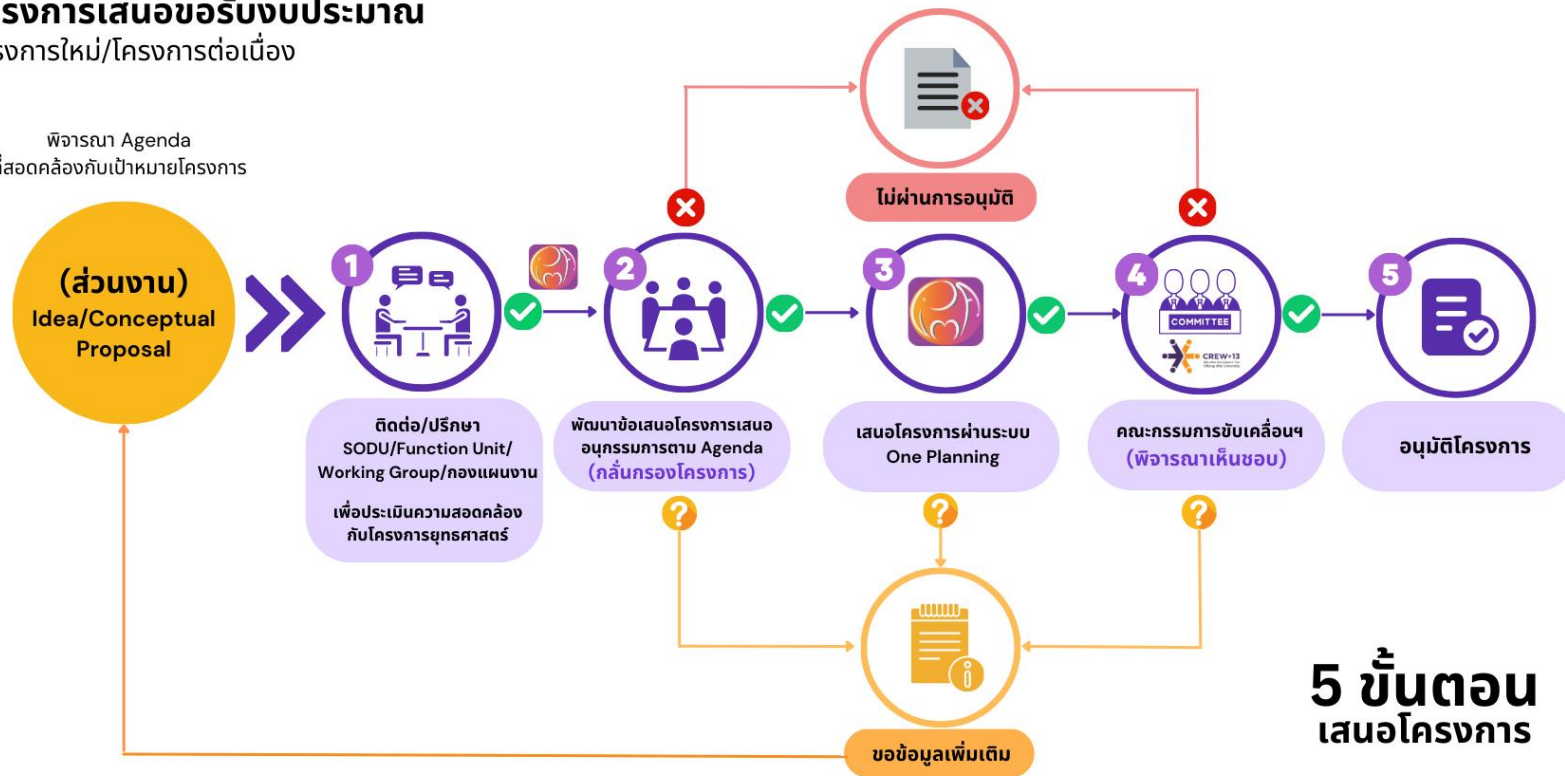 รงการเสนอขอรับงบประมาณ
รงการใหม่/โครงการต่อเนื่อง
พิจารณา Agenda
ที่สอดคล้องกับเป้าหมายโครงการ
(ส่วนงาน)
Idea/Conceptual
Proposal
1
ติดต่อ/ปรึกษา
SODU/Function Unit/
Working Group/กองแผนงาน
เพื่อประเมินความสอดคล้อง
กับโครงการยุทธศาสตร์
2
พัฒนาข้อเสนอโครงการเสนอ
อนุกรรมการตาม Agenda
(กลั่นกรองโครงการ)
ไม่ผ่านการอนุมัติ
3
เสนอโครงการผ่านระบบ
One Planning
4
COMMITTEE
CREW+13
คณะกรรมการขับเคลื่อนฯ
(พิจารณาเห็นชอบ)
5
อนุมัติโครงการ
?
?
?
ขอข้อมูลเพิ่มเติม
5 ขั้นตอน
เสนอโครงการ